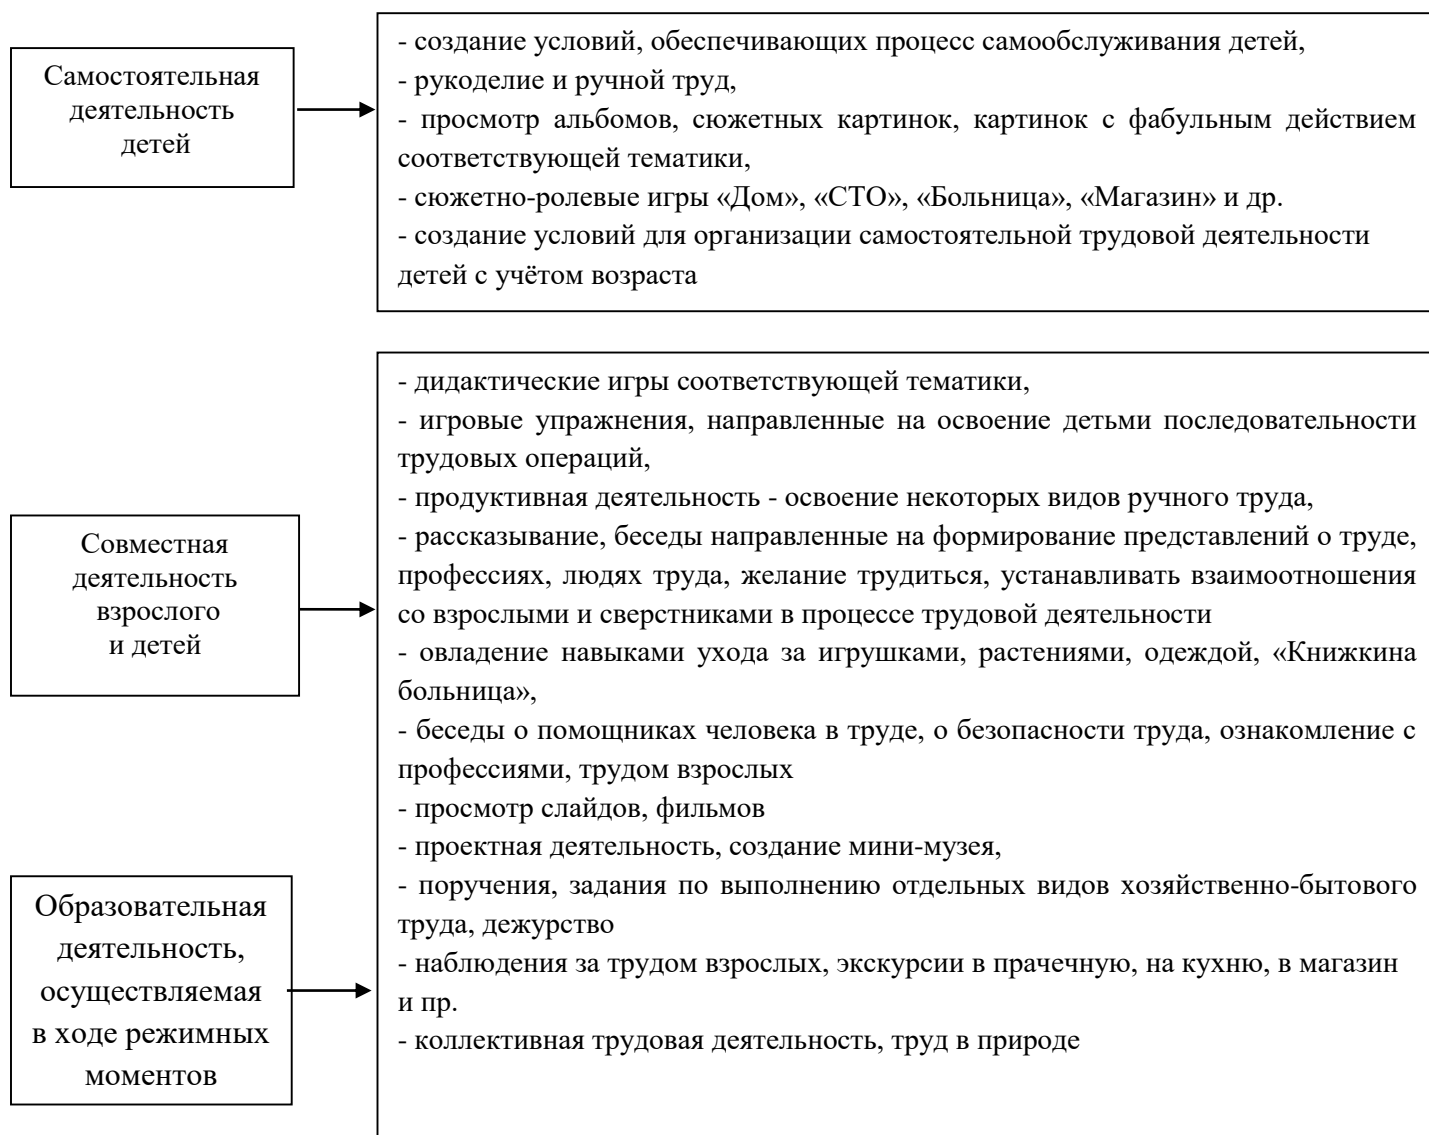 Самостоятельная
деятельность
детей
- создание условий, обеспечивающих процесс самообслуживания детей,
- рукоделие и ручной труд,
- просмотр альбомов, сюжетных картинок, картинок с фабульным действием
соответствующей тематики,
- сюжетно-ролевые игры «Дом», «СТО», «Больница», «Магазин» и др.
- создание условий для организации самостоятельной трудовой деятельности
детей с учётом возраста
Совместная
деятельность
взрослого
и детей
Образовательная
деятельность,
осуществляемая
в ходе режимных
моментов
- дидактические игры соответствующей тематики,
- игровые упражнения, направленные на освоение детьми последовательности
трудовых операций,
- продуктивная деятельность - освоение некоторых видов ручного труда,
- рассказывание, беседы направленные на формирование представлений о труде,
профессиях, людях труда, желание трудиться, устанавливать взаимоотношения
со взрослыми и сверстниками в процессе трудовой деятельности
- овладение навыками ухода за игрушками, растениями, одеждой, «Книжкина
больница»,
- беседы о помощниках человека в труде, о безопасности труда, ознакомление с
профессиями, трудом взрослых
- просмотр слайдов, фильмов
- проектная деятельность, создание мини-музея,
- поручения, задания по выполнению отдельных видов хозяйственно-бытового
труда, дежурство
- наблюдения за трудом взрослых, экскурсии в прачечную, на кухню, в магазин
и пр.
- коллективная трудовая деятельность, труд в природе